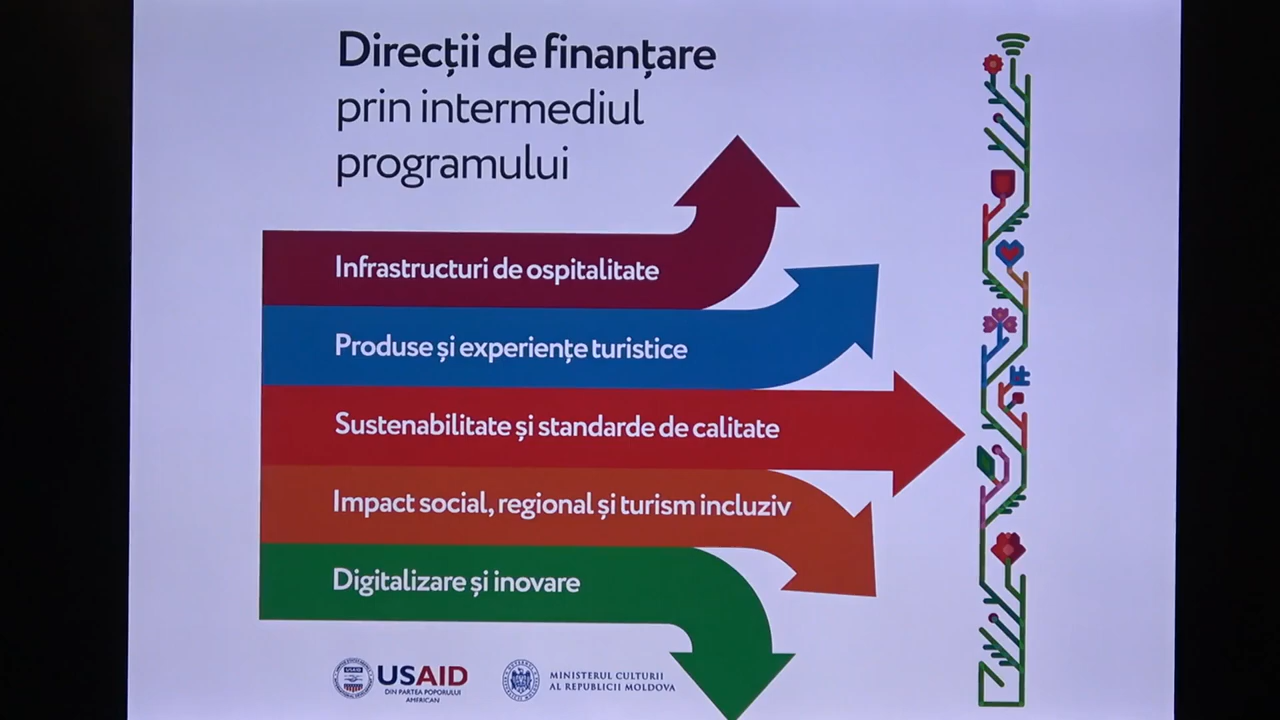 Direcții de finanțare
prin intermediul
programului
Infrastructuri de ospitalitate
Produse și experiențe turistice
Sustenabilitate și standarde de calitate
Impact social, regional și turism incluziv
Digitalizare și inovare
USAID
DIN PARTEA POPORULUI
AMERICAN
MINISTERUL CULTURII
AL REPUBLICII MOLDOVA